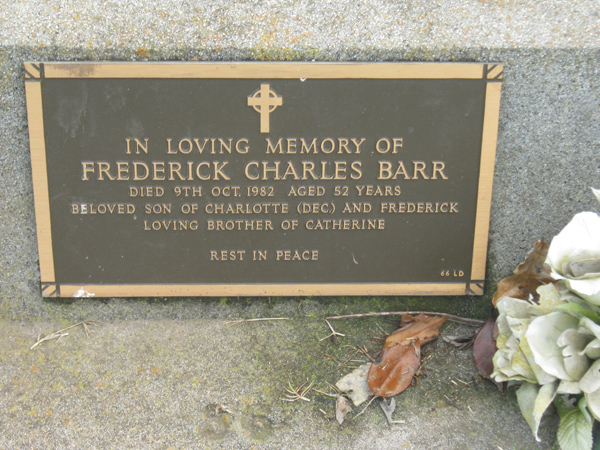 IN LOVING MEMORY OF
FREDERICK CHARLES BARR
DIED 9TH OCT. 1982 AGED 52 YEARS
BELOVED SON OF CHARLOTTE (DEC.) AND FREDERICK
LOVING BROTHER OF CATHERINE
REST IN PEACE
66 LD